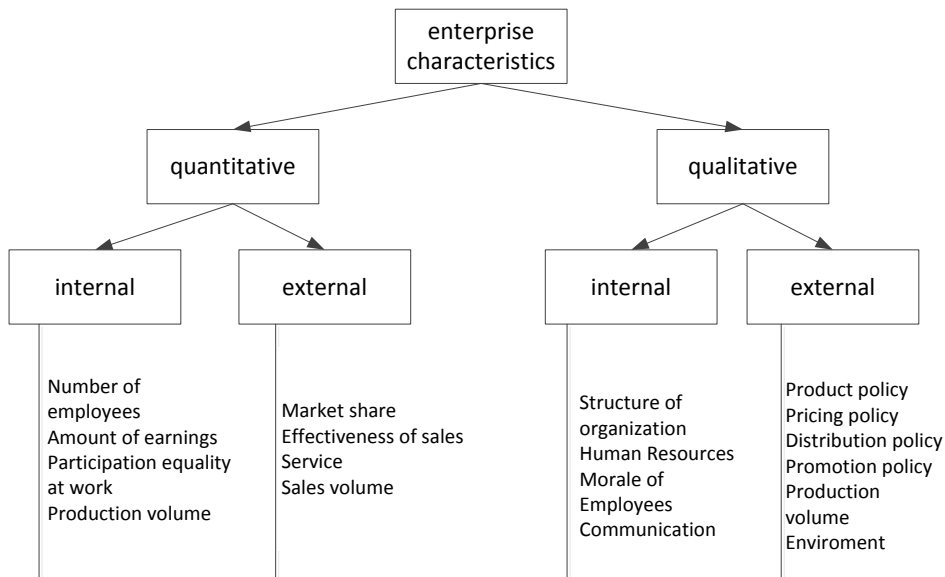 enterprise
characteristics
quantitative
qualitative
internal
external
internal
external
Number of
employees
Amount of earnings
Participation equality
at work
Production volume
Market share
Effectiveness of sales
Service
Sales volume
Structure of
organization
Human Resources
Morale of
Employees
Communication
Product policy
Pricing policy
Distribution policy
Promotion policy
Production
volume
Enviroment